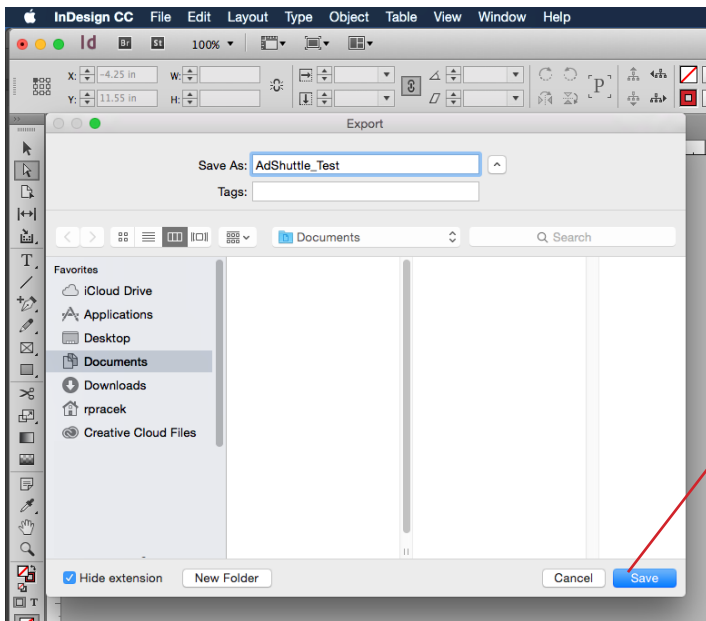 InDesign CC File Edit Layout Type Object Table View Window Help
Id Br St 100%
X: -4.25 in W:
Y: 11.55 in H:
P
Export
Save As: AdShuttle_Test
Tags:
Documents
Search
Favorites
iCloud Drive
Applications
Desktop
Documents
Downloads
rpracek
Creative Cloud Files
Hide extension New Folder Cancel Save
T
T